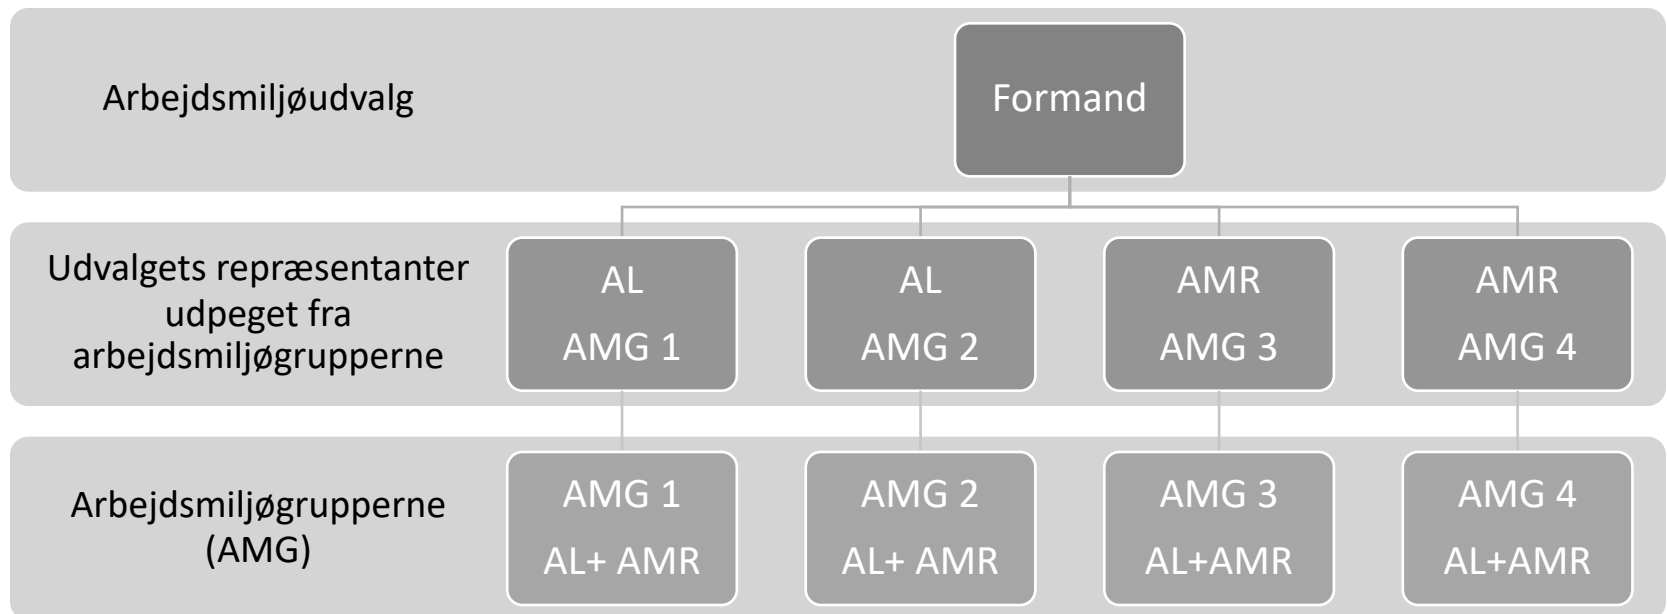 Arbejdsmiljøudvalg
Formand
Udvalgets repræsentanter
udpeget fra
arbejdsmiljøgrupperne
AL
AMG 1
AL
AMG 2
AMR
AMG 3
AMR
AMG 4
Arbejdsmiljøgrupperne
(AMG)
AMG 1
AL+ AMR
AMG 2
AL+ AMR
AMG 3
AL+AMR
AMG 4
AL+AMR